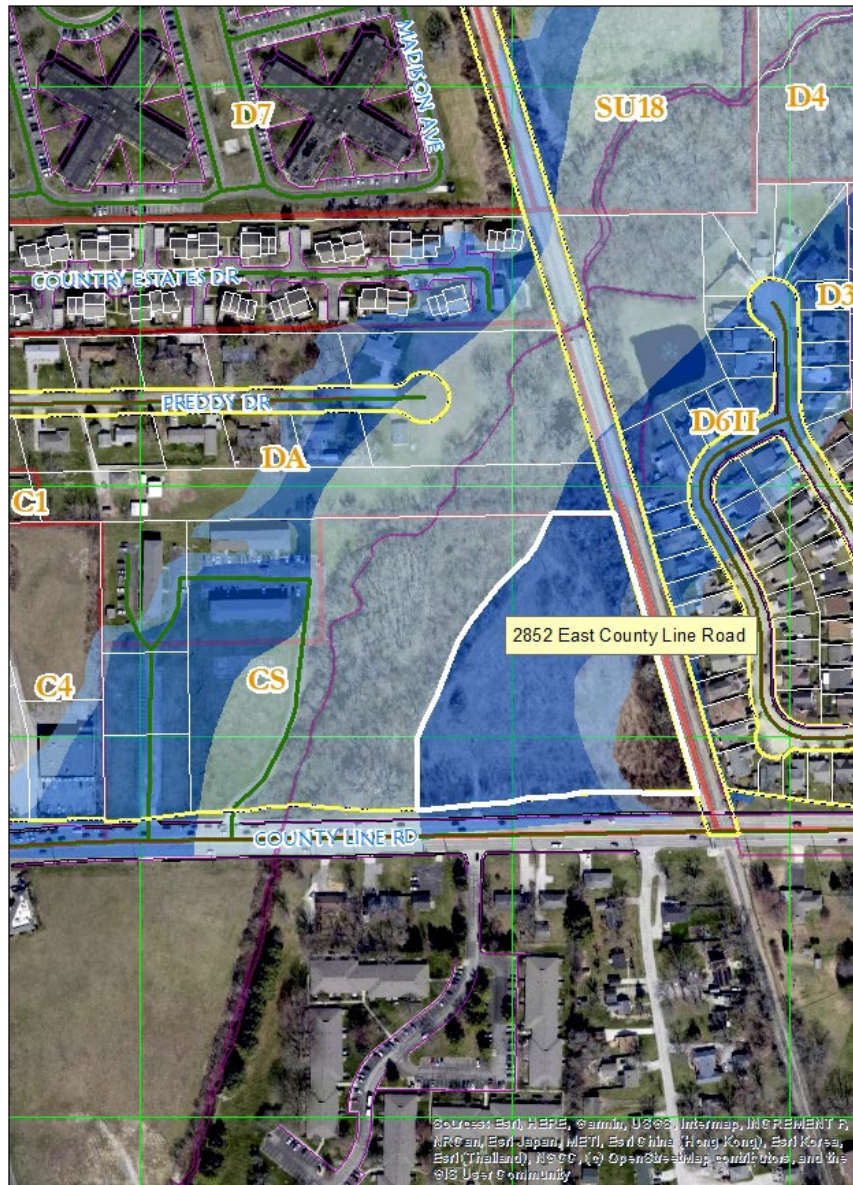 MADISON AVE
D7
SU18
D4
COUNTRY ESTATES DR
D3
PREDDY DR
D6II
DA
C1
2852 East County Line Road
C4
CS
COUNTY LINE RD
Sources: Esri, HERE, Garmin, USGS, Intermap, INCREMENT P,
NRCan, Esri Japan, METI, Esri China (Hong Kong), Esri Korea,
Esri (Thailand), NGCC, (c) OpenStreetMap contributors, and the
GIS User Community